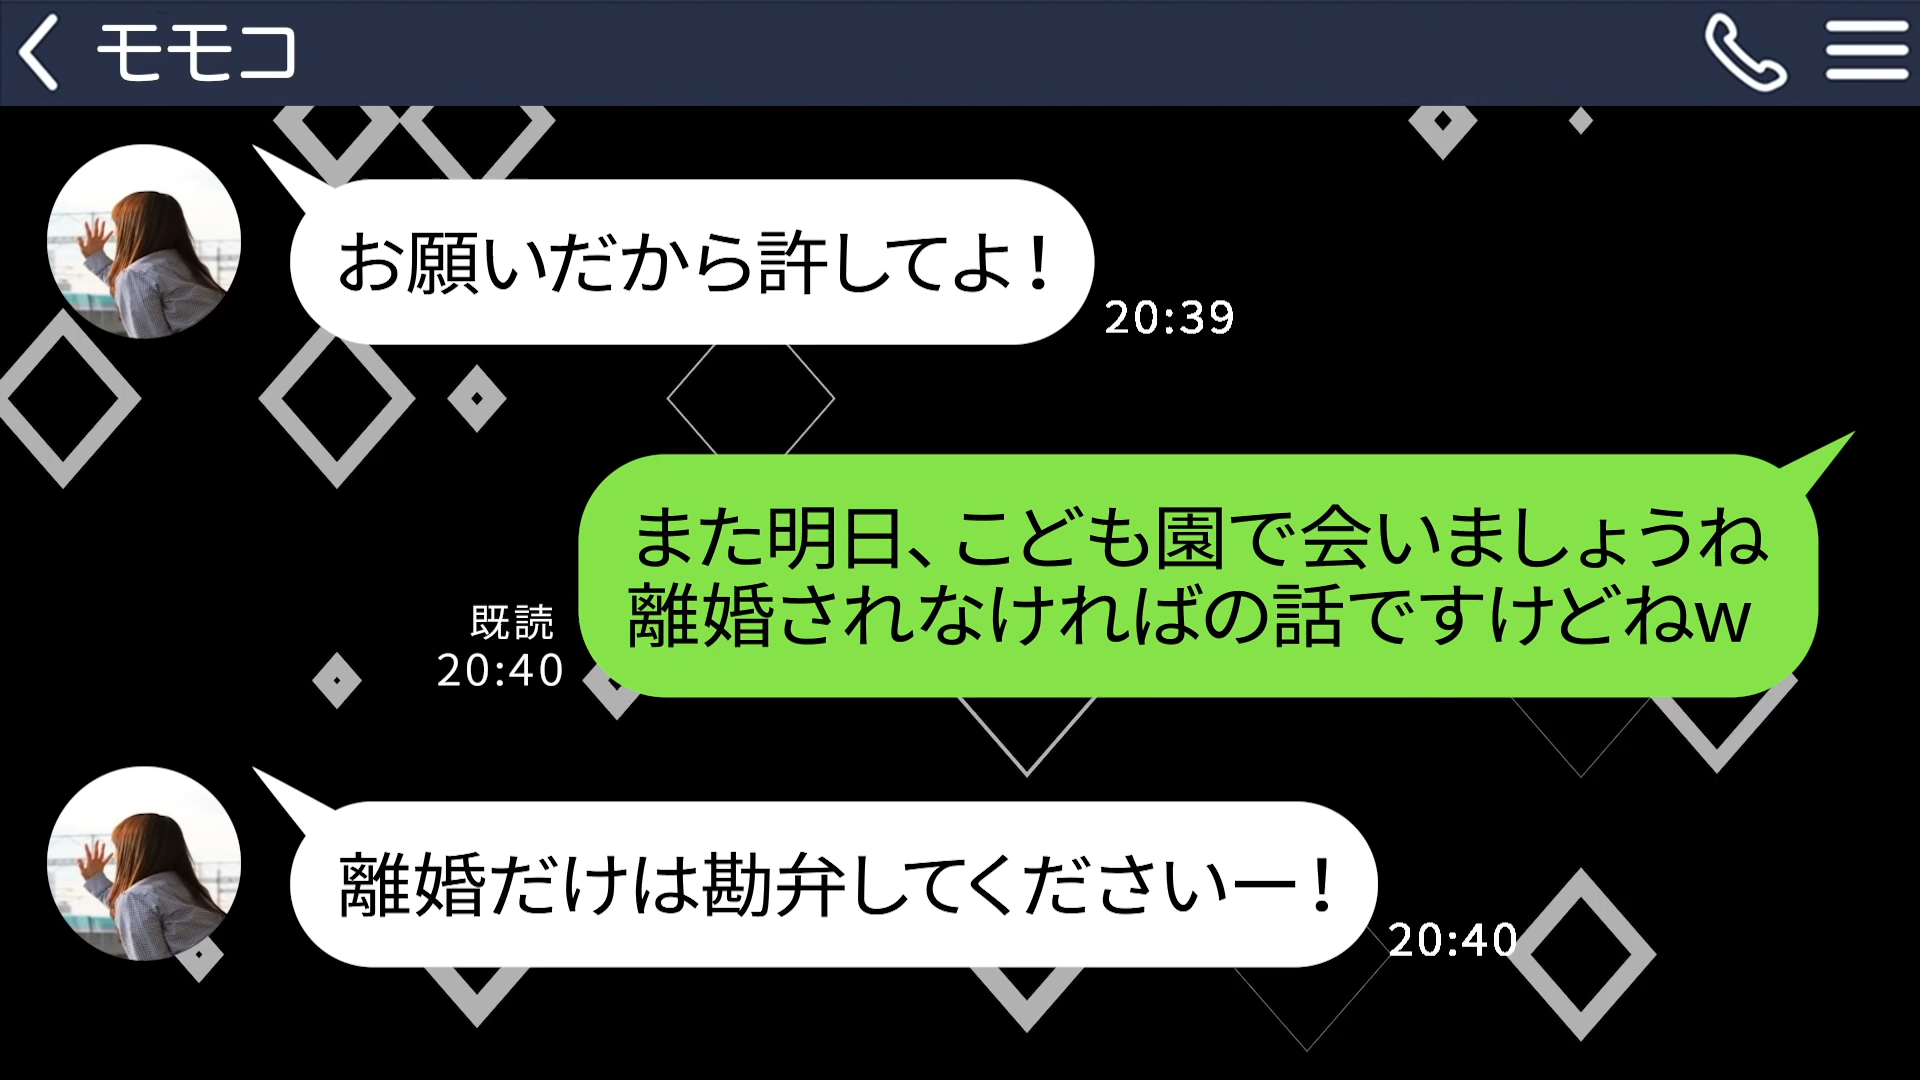 モモコ
お願いだから許してよ！
20:39
また明日、こども園で会いましょうね
離婚されなければの話ですけどねw
既読
20:40
離婚だけは勘弁してくださいー！
20:40